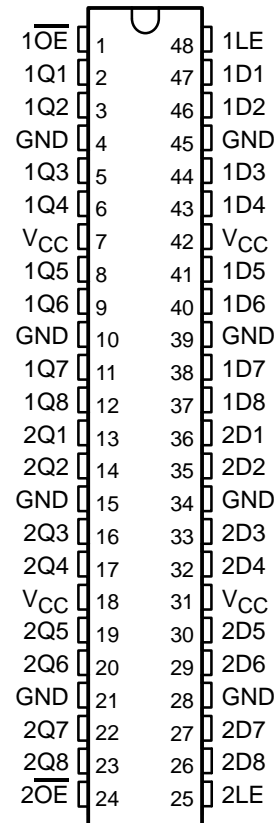 1O̅E̅ 1 48 1LE
1Q1 2 47 1D1
1Q2 3 46 1D2
GND 4 45 GND
1Q3 5 44 1D3
1Q4 6 43 1D4
VCC 7 42 VCC
1Q5 8 41 1D5
1Q6 9 40 1D6
GND 10 39 GND
1Q7 11 38 1D7
1Q8 12 37 1D8
2Q1 13 36 2D1
2Q2 14 35 2D2
GND 15 34 GND
2Q3 16 33 2D3
2Q4 17 32 2D4
VCC 18 31 VCC
2Q5 19 30 2D5
2Q6 20 29 2D6
GND 21 28 GND
2Q7 22 27 2D7
2Q8 23 26 2D8
2O̅E̅ 24 25 2LE